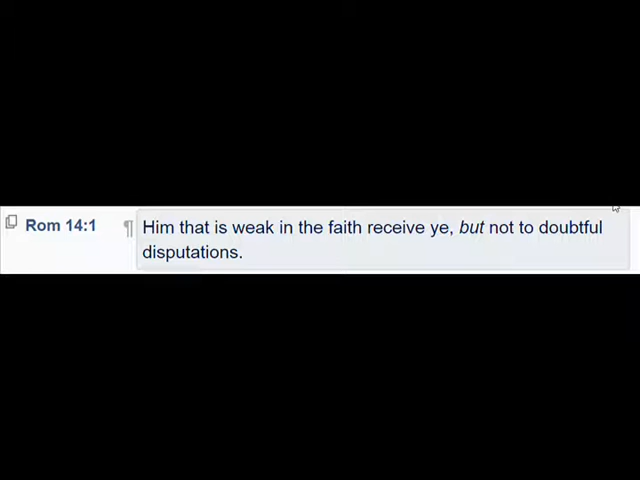 Rom 14:1 ¶ Him that is weak in the faith receive ye, but not to doubtful
disputations.